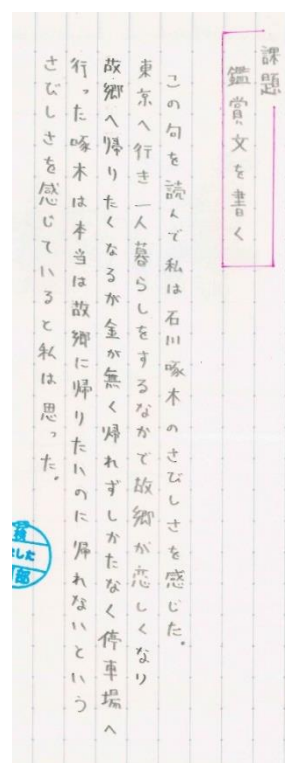 課題
鑑賞文を書く
この句を読んで私は石川啄木のさびしさを感じた。
東京へ行き一人暮らしをするなかで故郷が恋しくなり
故郷へ帰りたくなるが金が無く帰れずしかたなく停車場へ
行った啄木は本当は故郷に帰りたいのに帰れないという
さびしさを感じていると私は思った。